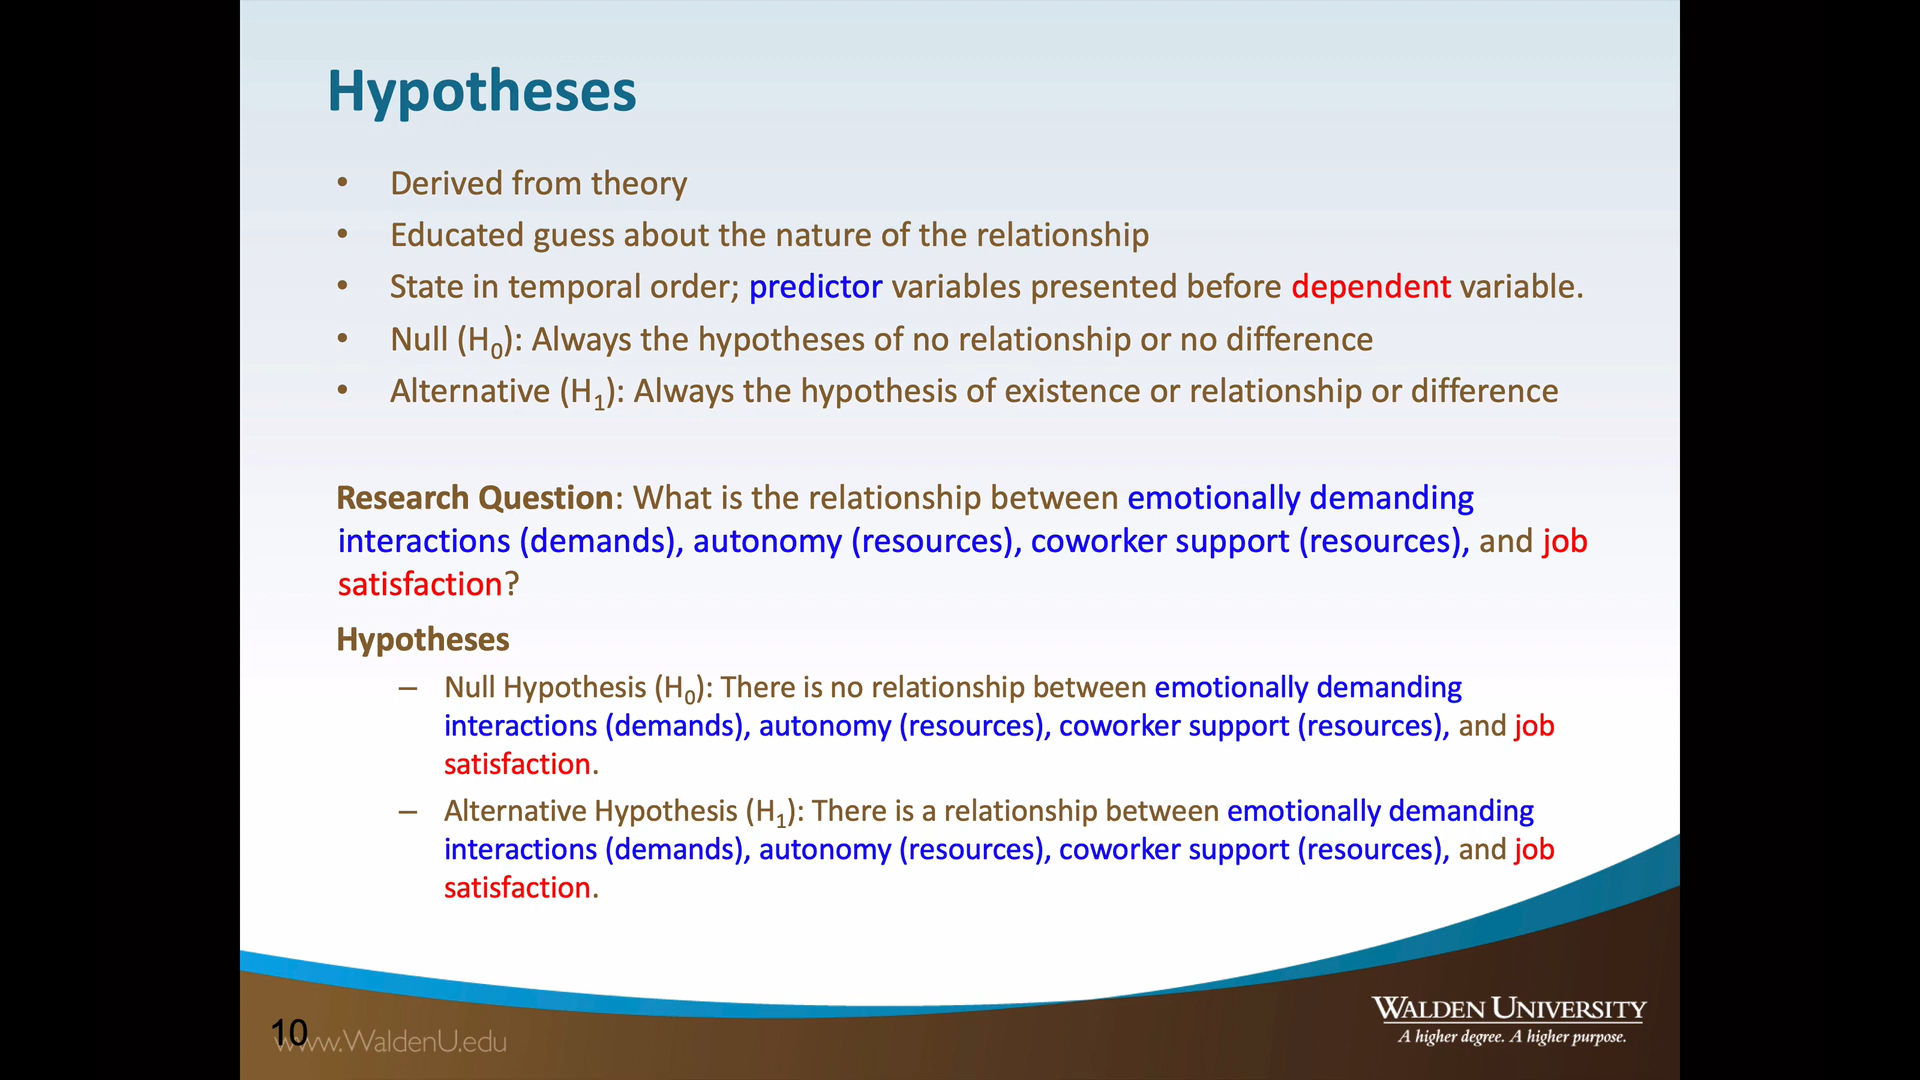 Hypotheses
• Derived from theory
• Educated guess about the nature of the relationship
• State in temporal order; predictor variables presented before dependent variable.
• Null (H0): Always the hypotheses of no relationship or no difference
• Alternative (H1): Always the hypothesis of existence or relationship or difference
Research Question: What is the relationship between emotionally demanding
interactions (demands), autonomy (resources), coworker support (resources), and job
satisfaction?
Hypotheses
– Null Hypothesis (H0): There is no relationship between emotionally demanding
interactions (demands), autonomy (resources), coworker support (resources), and job
satisfaction.
– Alternative Hypothesis (H1): There is a relationship between emotionally demanding
interactions (demands), autonomy (resources), coworker support (resources), and job
satisfaction.
10
www.WaldenU.edu
WALDEN UNIVERSITY
A higher degree. A higher purpose.